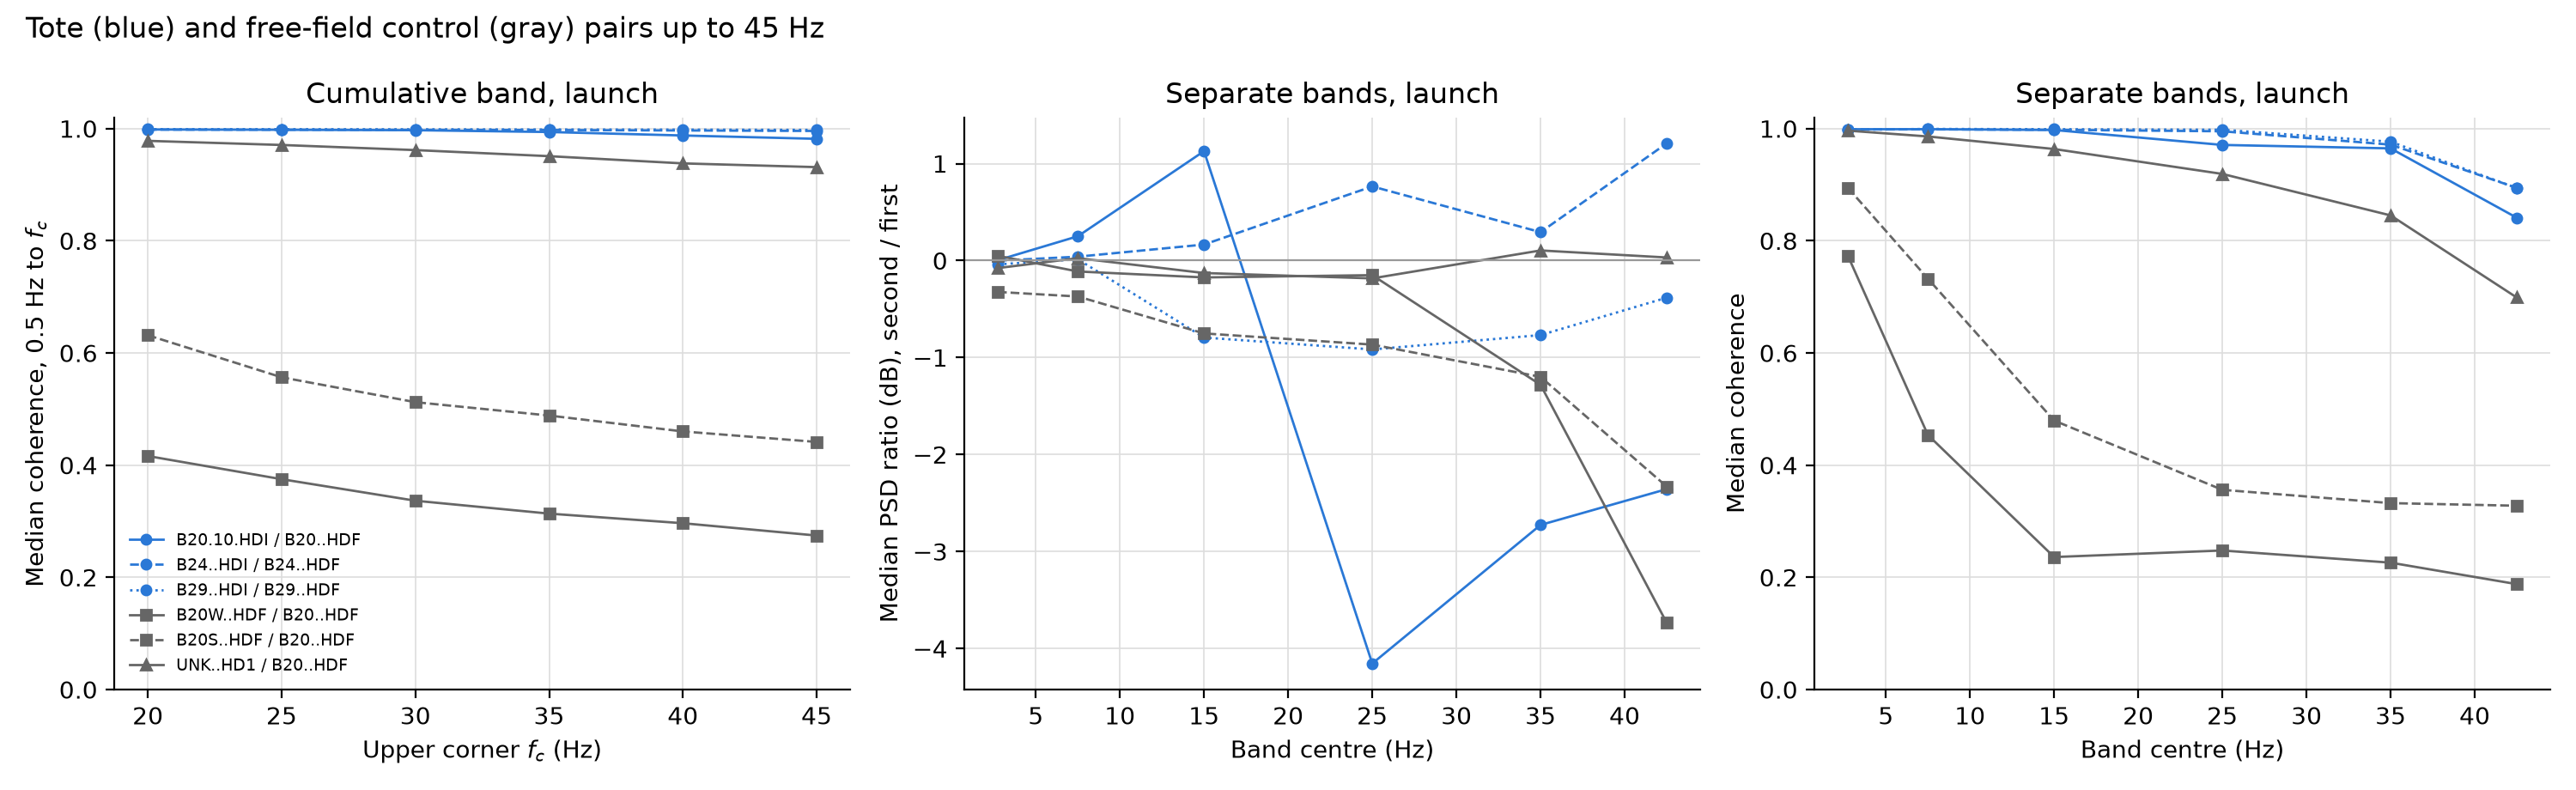 Tote (blue) and free-field control (gray) pairs up to 45 Hz
Cumulative band, launch
Median coherence, 0.5 Hz to fc
1.0
0.8
0.6
0.4
0.2
0.0
B20.10.HDI / B20..HDF
B24..HDI / B24..HDF
B29..HDI / B29..HDF
B20W..HDF / B20..HDF
B20S..HDF / B20..HDF
UNK..HD1 / B20..HDF
20 25 30 35 40 45
Upper corner fc (Hz)
Separate bands, launch
Median PSD ratio (dB), second / first
1
0
−1
−2
−3
−4
5 10 15 20 25 30 35 40
Band centre (Hz)
Separate bands, launch
Median coherence
1.0
0.8
0.6
0.4
0.2
0.0
5 10 15 20 25 30 35 40
Band centre (Hz)